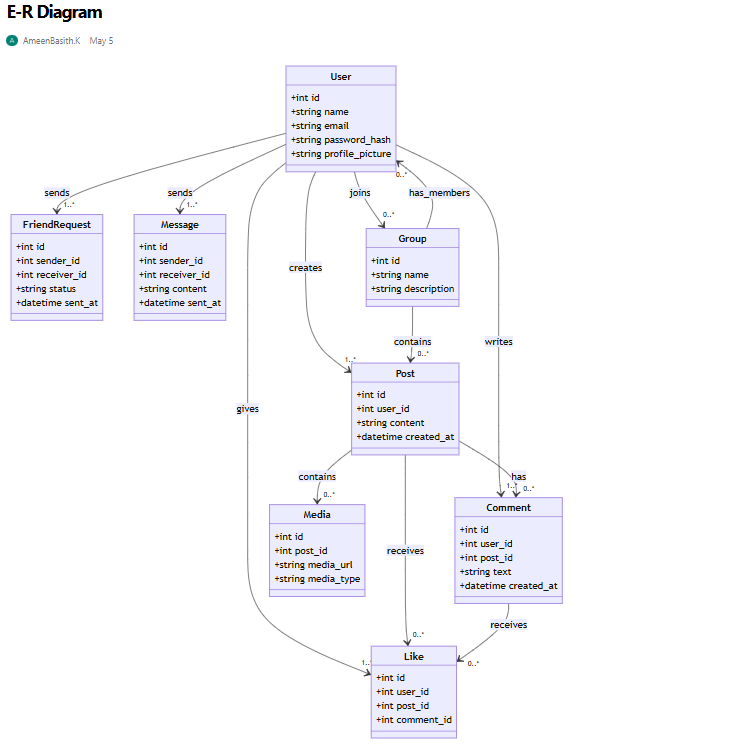 E-R Diagram
A AmeenBasith.K May 5
User
+int id
+string name
+string email
+string password_hash
+string profile_picture
0..*
sends
1..*
sends
1..*
joins
0..*
has_members
FriendRequest
+int id
+int sender_id
+int receiver_id
+string status
+datetime sent_at
Message
+int id
+int sender_id
+int receiver_id
+string content
+datetime sent_at
Group
+int id
+string name
+string description
creates
1..*
contains
0..*
writes
1..*
Post
+int id
+int user_id
+string content
+datetime created_at
gives
1..*
contains
0..*
has
0..*
Media
+int id
+int post_id
+string media_url
+string media_type
receives
0..*
Comment
+int id
+int user_id
+int post_id
+string text
+datetime created_at
receives
0..*
Like
+int id
+int user_id
+int post_id
+int comment_id